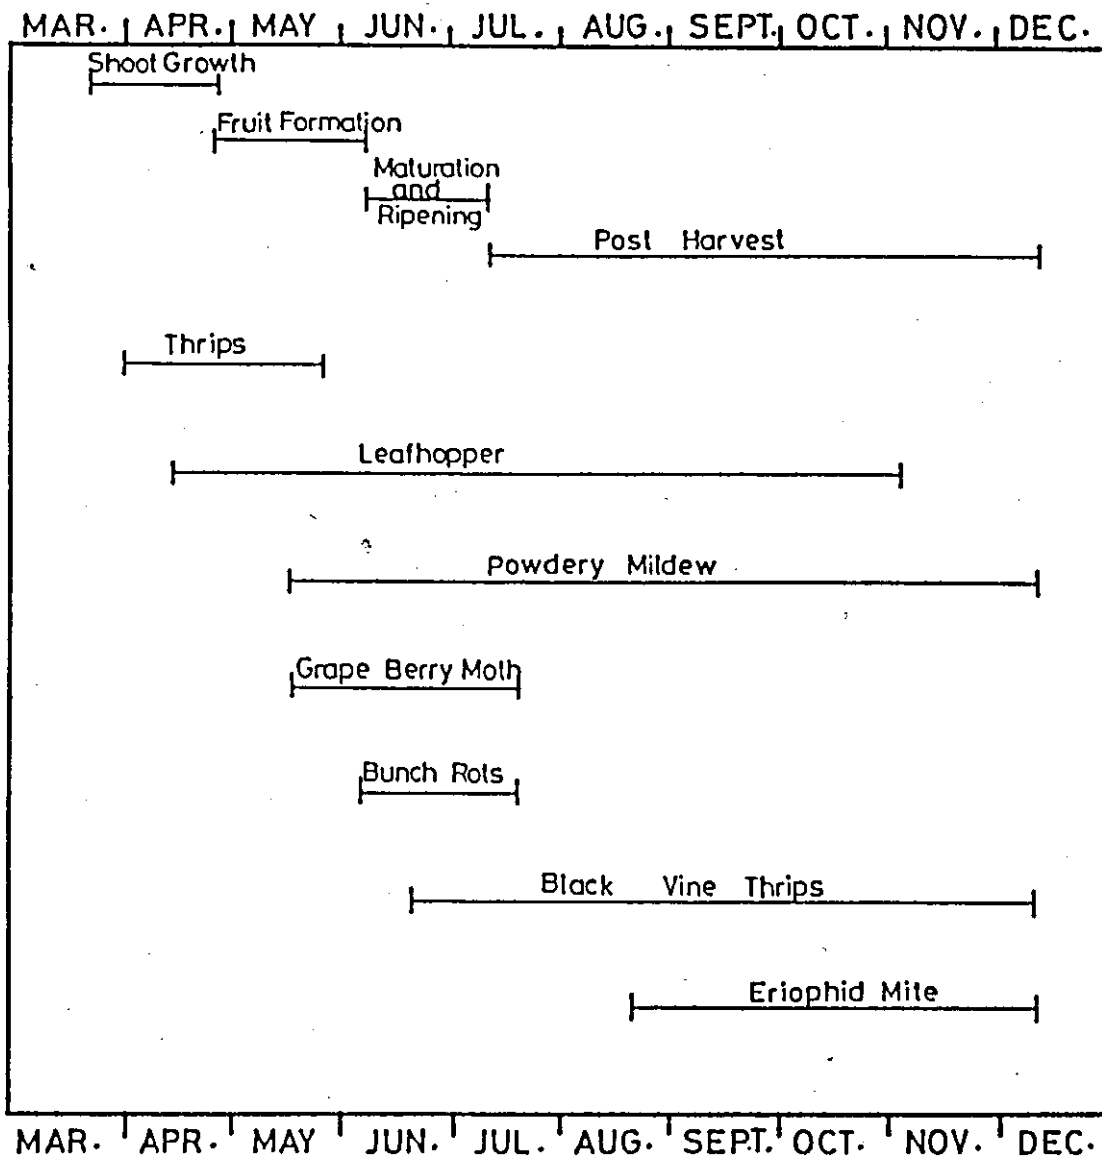 MAR. APR. MAY JUN. JUL. AUG. SEPT. OCT. NOV. DEC.
Shoot Growth
Fruit Formation
Maturation
and
Ripening
Post Harvest
Thrips
Leafhopper
Powdery Mildew
Grape Berry Moth
Bunch Rots
Black Vine Thrips
Eriophid Mite
MAR. APR. MAY JUN. JUL. AUG. SEPT. OCT. NOV. DEC.